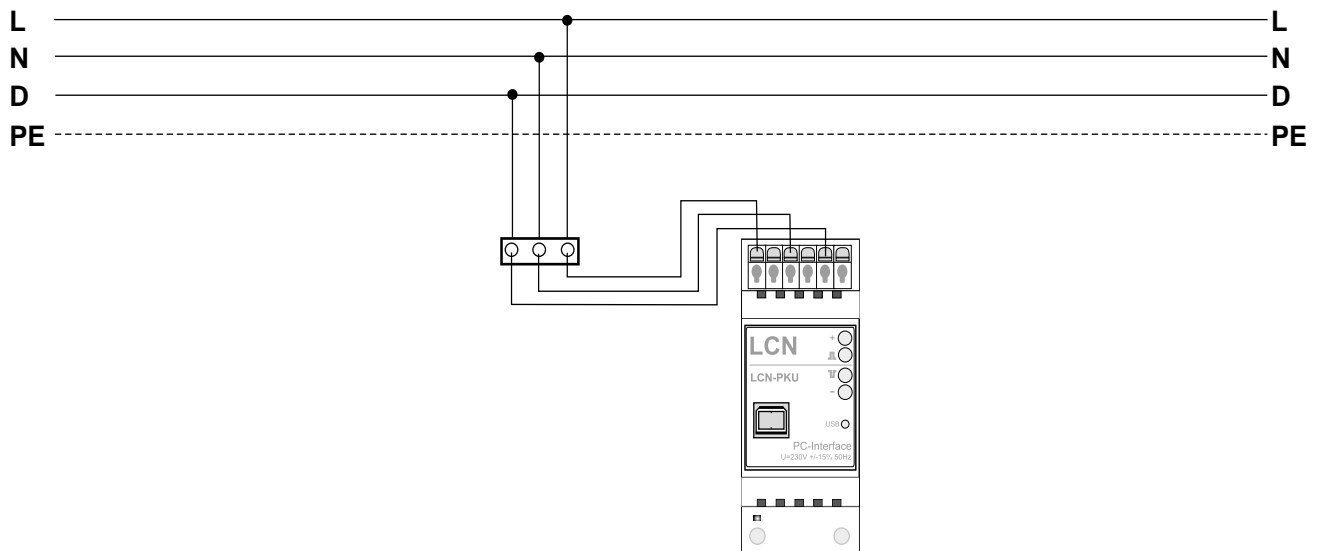 L L
N N
D D
PE PE
LCN
+
LCN-PKU
-
USB
PC-Interface
U=230V +/-15% 50Hz